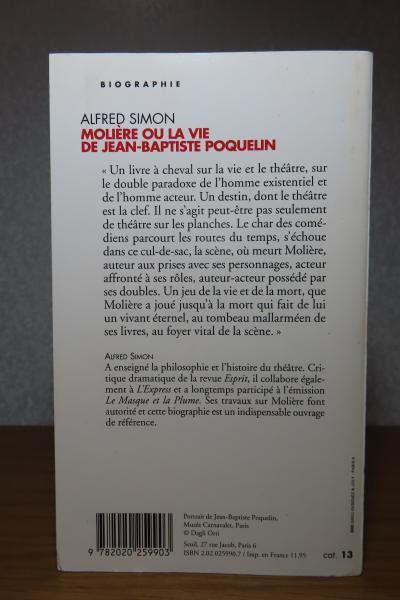 BIOGRAPHIE
ALFRED SIMON
MOLIÈRE OU LA VIE
DE JEAN-BAPTISTE POQUELIN
« Un livre à cheval sur la vie et le théâtre, sur
le double paradoxe de l'homme existentiel et
de l'homme acteur. Un destin, dont le théâtre
est la clef. Il ne s'agit peut-être pas seulement
de théâtre sur les planches. Le char des comé-
diens parcourt les routes du temps, s'échoue
dans ce cul-de-sac, la scène, où meurt Molière,
auteur aux prises avec ses personnages, acteur
affronté à ses rôles, auteur-acteur possédé par
ses doubles. Un jeu de la vie et de la mort, que
Molière a joué jusqu'à la mort qui fait de lui
un vivant éternel, au tombeau mallarméen de
ses livres, au foyer vital de la scène. »
ALFRED SIMON
A enseigné la philosophie et l'histoire du théâtre. Cri-
tique dramatique de la revue Esprit, il collabore égale-
ment à L'Express et a longtemps participé à l'émission
Le Masque et la Plume. Ses travaux sur Molière font
autorité et cette biographie est un indispensable ouvrage
de référence.
Portrait de Jean-Baptiste Poquelin,
Musée Carnavalet, Paris
© Dagli Orti
Seuil, 27 rue Jacob, Paris 6
ISBN 2.02.025990.7 / Imp. en France 11.95
cat. 13
9 782020 259903